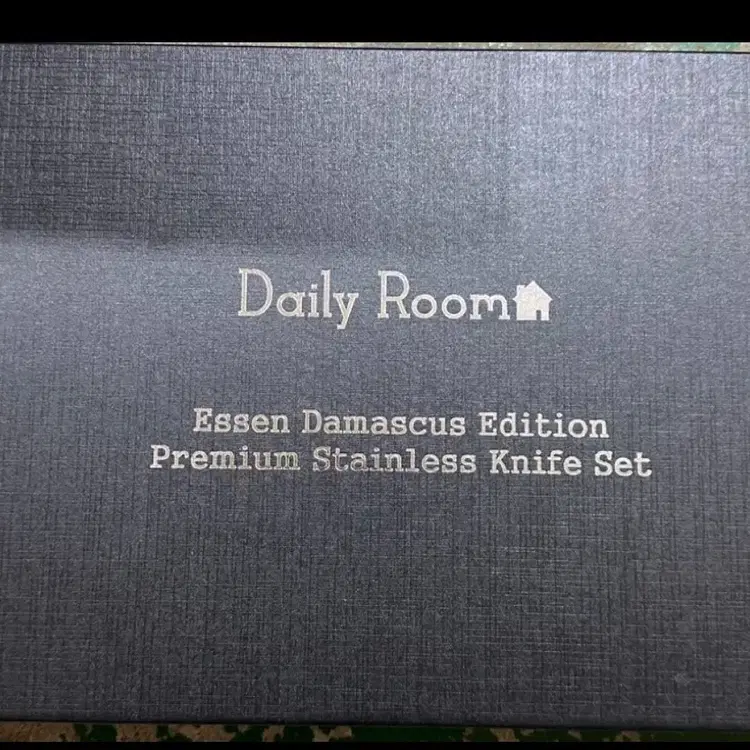 Daily Room
Essen Damascus Edition
Premium Stainless Knife Set